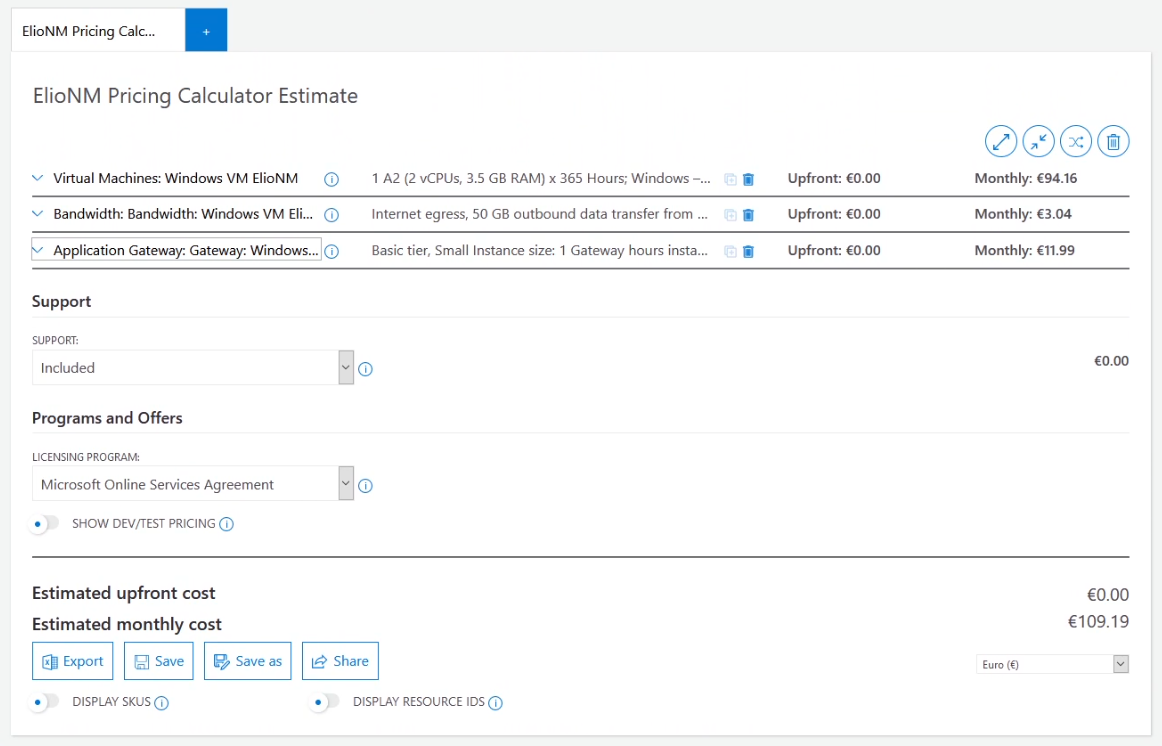 ElioNM Pricing Calc...
+
ElioNM Pricing Calculator Estimate
Virtual Machines: Windows VM ElioNM 1 A2 (2 vCPUs, 3.5 GB RAM) x 365 Hours; Windows –... Upfront: €0.00 Monthly: €94.16
Bandwidth: Bandwidth: Windows VM Eli... Internet egress, 50 GB outbound data transfer from ... Upfront: €0.00 Monthly: €3.04
Application Gateway: Gateway: Windows... Basic tier, Small Instance size: 1 Gateway hours insta... Upfront: €0.00 Monthly: €11.99
Support
SUPPORT:
Included
€0.00
Programs and Offers
LICENSING PROGRAM:
Microsoft Online Services Agreement
SHOW DEV/TEST PRICING
Estimated upfront cost €0.00
Estimated monthly cost €109.19
Export Save Save as Share Euro (€)
DISPLAY SKUS DISPLAY RESOURCE IDS